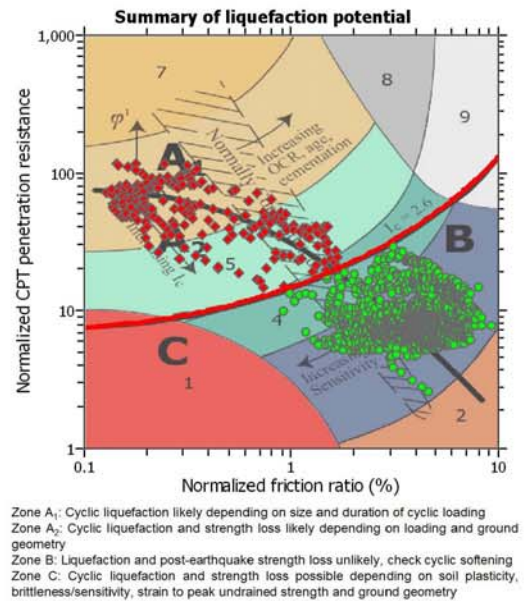 Summary of liquefaction potential
Normalized CPT penetration resistance
1,000
100
10
1
7
8
9
φ'
A1
A2
Increasing
OCR, age,
cementation
Increasing Ic
5
Ic = 2.6
B
4
C
1
Increasing
Sensitivity
2
0.1
1
10
Normalized friction ratio (%)
Zone A1: Cyclic liquefaction likely depending on size and duration of cyclic loading
Zone A2: Cyclic liquefaction and strength loss likely depending on loading and ground
geometry
Zone B: Liquefaction and post-earthquake strength loss unlikely, check cyclic softening
Zone C: Cyclic liquefaction and strength loss possible depending on soil plasticity,
brittleness/sensitivity, strain to peak undrained strength and ground geometry